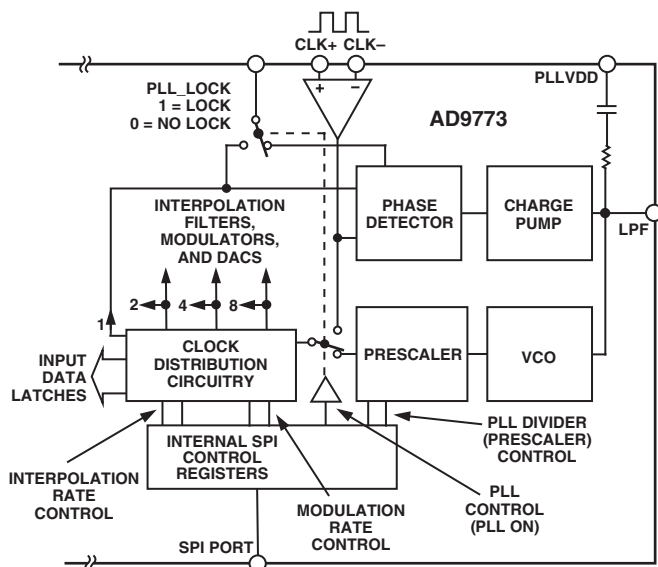 CLK+ CLK–
PLL_LOCK
1 = LOCK
0 = NO LOCK
+ –
PLLVDD
AD9773
INTERPOLATION
FILTERS,
MODULATORS,
AND DACS
PHASE
DETECTOR
CHARGE
PUMP
LPF
2
4
8
1
CLOCK
DISTRIBUTION
CIRCUITRY
PRESCALER
VCO
INPUT
DATA
LATCHES
INTERNAL SPI
CONTROL
REGISTERS
PLL DIVIDER
(PRESCALER)
CONTROL
INTERPOLATION
RATE
CONTROL
MODULATION
RATE
CONTROL
PLL
CONTROL
(PLL ON)
SPI PORT